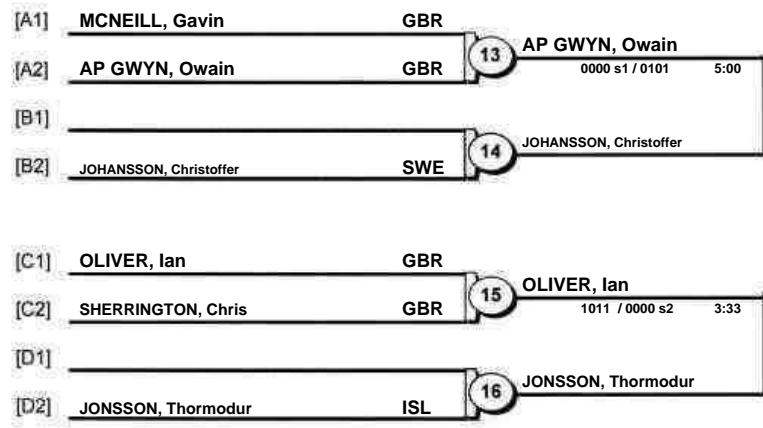 [A1] MCNEILL, Gavin GBR
13 AP GWYN, Owain
[A2] AP GWYN, Owain GBR
0000 s1 / 0101 5:00
[B1]
14 JOHANSSON, Christoffer
[B2] JOHANSSON, Christoffer SWE
[C1] OLIVER, Ian GBR
15 OLIVER, Ian
[C2] SHERRINGTON, Chris GBR
1011 / 0000 s2 3:33
[D1]
16 JONSSON, Thormodur
[D2] JONSSON, Thormodur ISL